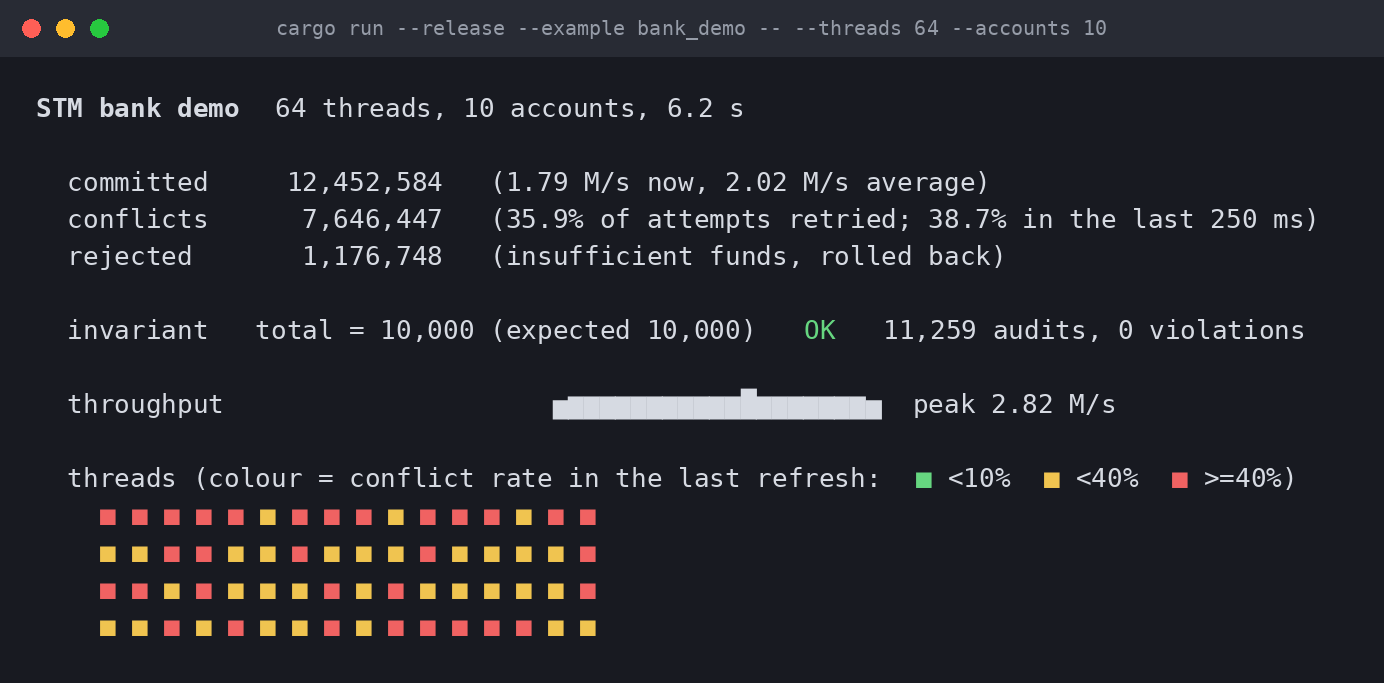 cargo run --release --example bank_demo -- --threads 64 --accounts 10
STM bank demo  64 threads, 10 accounts, 6.2 s
committed     12,452,584   (1.79 M/s now, 2.02 M/s average)
conflicts      7,646,447   (35.9% of attempts retried; 38.7% in the last 250 ms)
rejected       1,176,748   (insufficient funds, rolled back)
invariant   total = 10,000 (expected 10,000)   OK   11,259 audits, 0 violations
throughput   peak 2.82 M/s
threads (colour = conflict rate in the last refresh:  ■ <10%  ■ <40%  ■ >=40%)